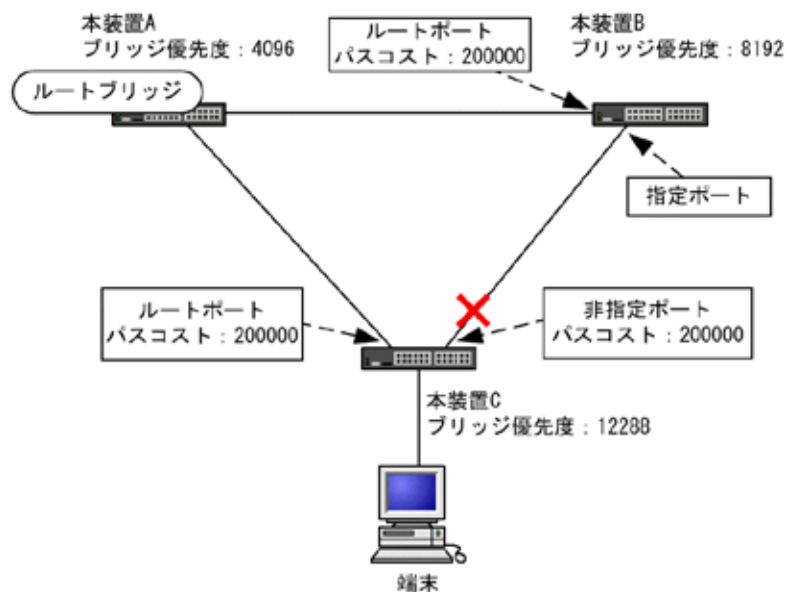 本装置A
ブリッジ優先度：4096
ルートブリッジ
ルートポート
パスコスト：200000
本装置B
ブリッジ優先度：8192
指定ポート
ルートポート
パスコスト：200000
非指定ポート
パスコスト：200000
本装置C
ブリッジ優先度：12288
端末